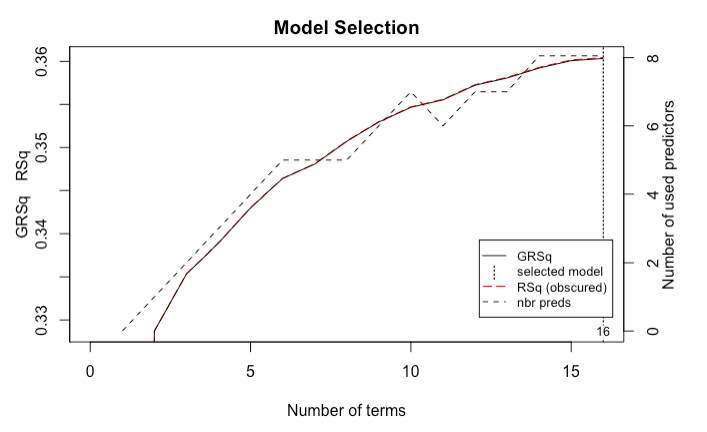 Model Selection
GRSq RSq
0.33
0.34
0.35
0.36
Number of used predictors
0
2
4
6
8
GRSq
selected model
RSq (obscured)
nbr preds
16
0
5
10
15
Number of terms